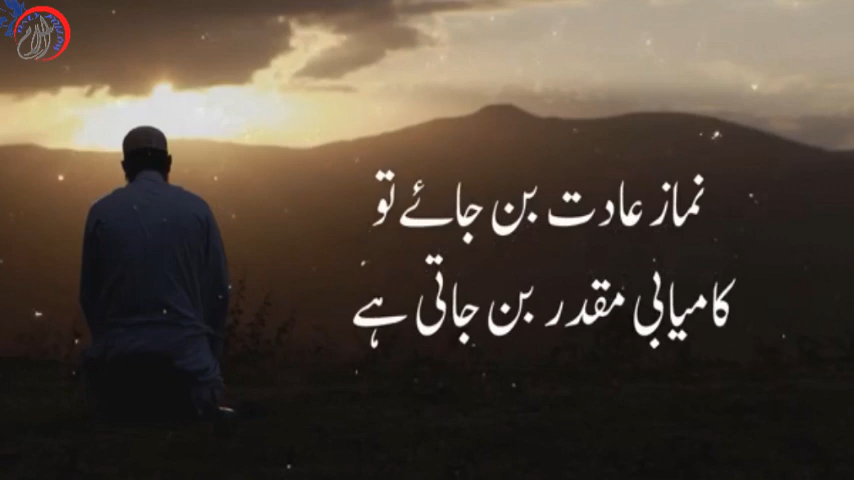 نماز عادت بن جائے تو
کامیابی مقدر بن جاتی ہے